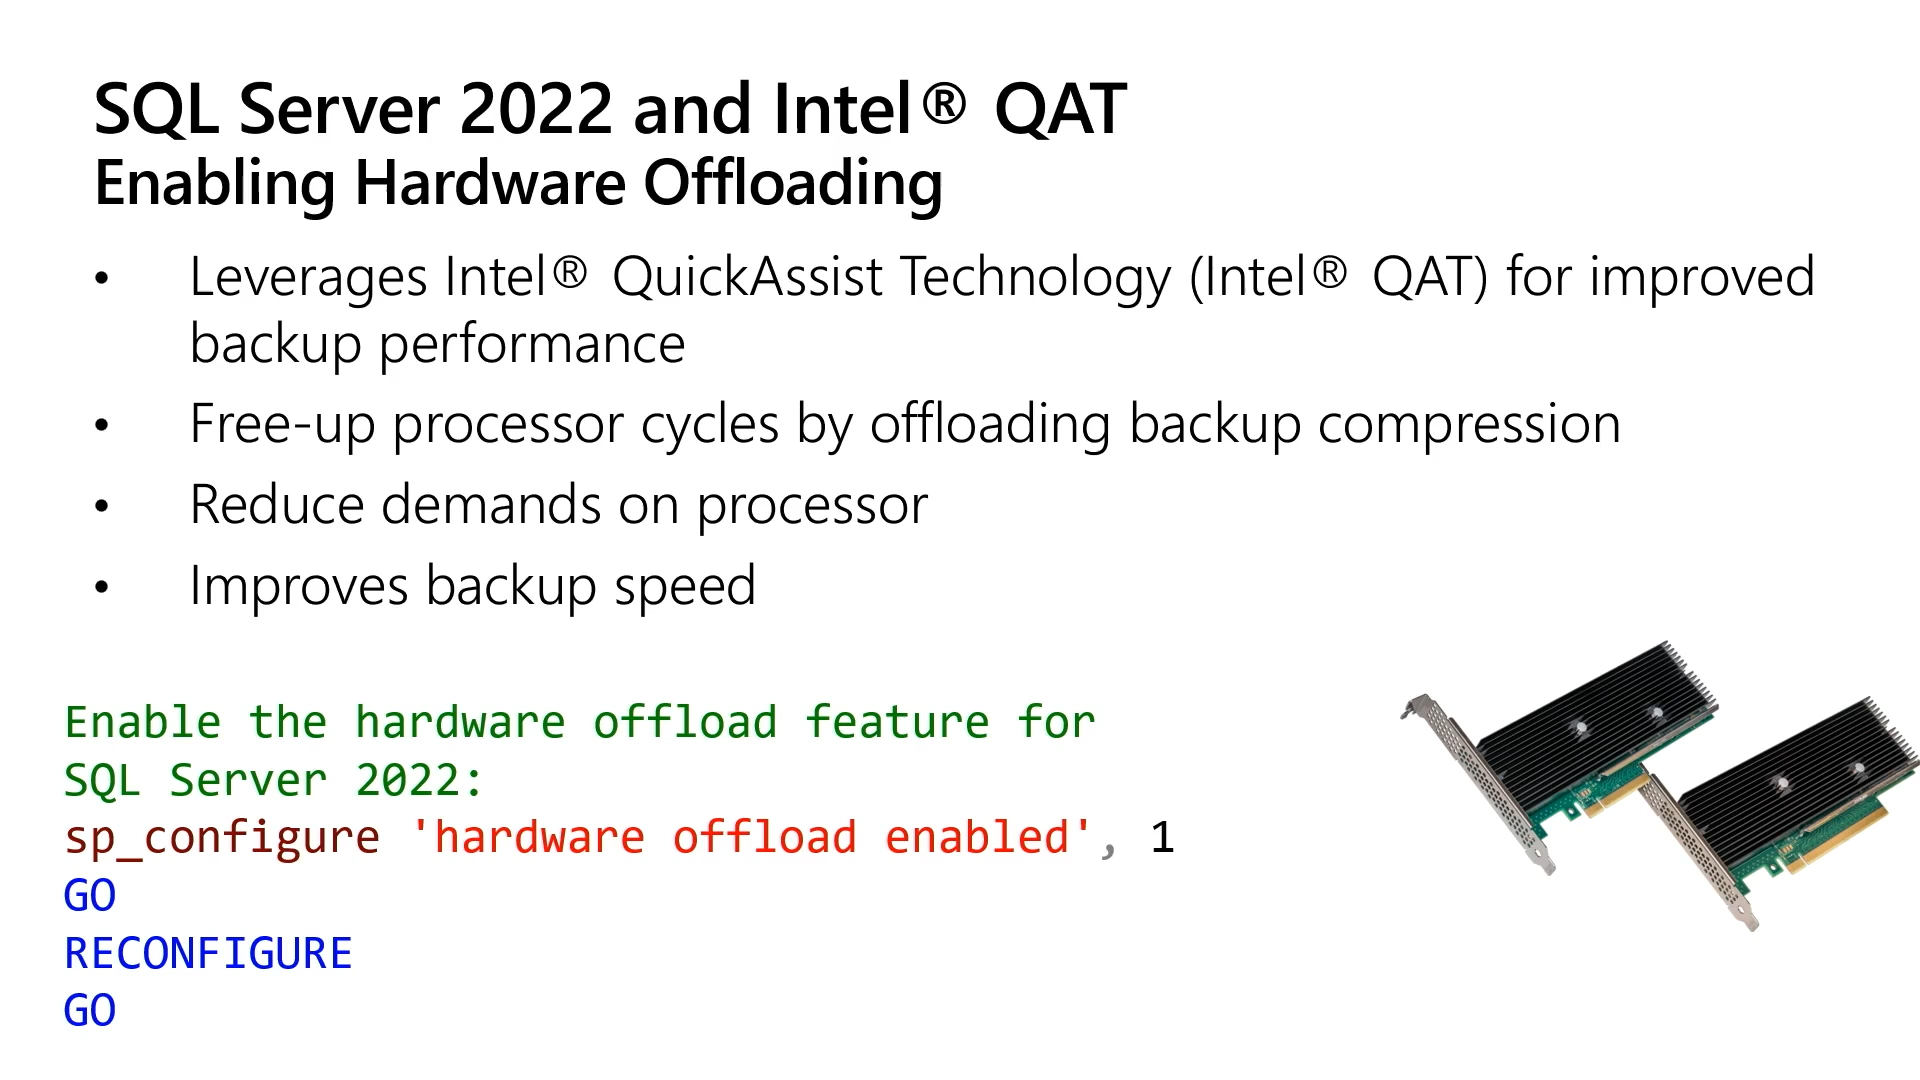 SQL Server 2022 and Intel® QAT
Enabling Hardware Offloading
• Leverages Intel® QuickAssist Technology (Intel® QAT) for improved
backup performance
• Free-up processor cycles by offloading backup compression
• Reduce demands on processor
• Improves backup speed
Enable the hardware offload feature for
SQL Server 2022:
sp_configure 'hardware offload enabled', 1
GO
RECONFIGURE
GO